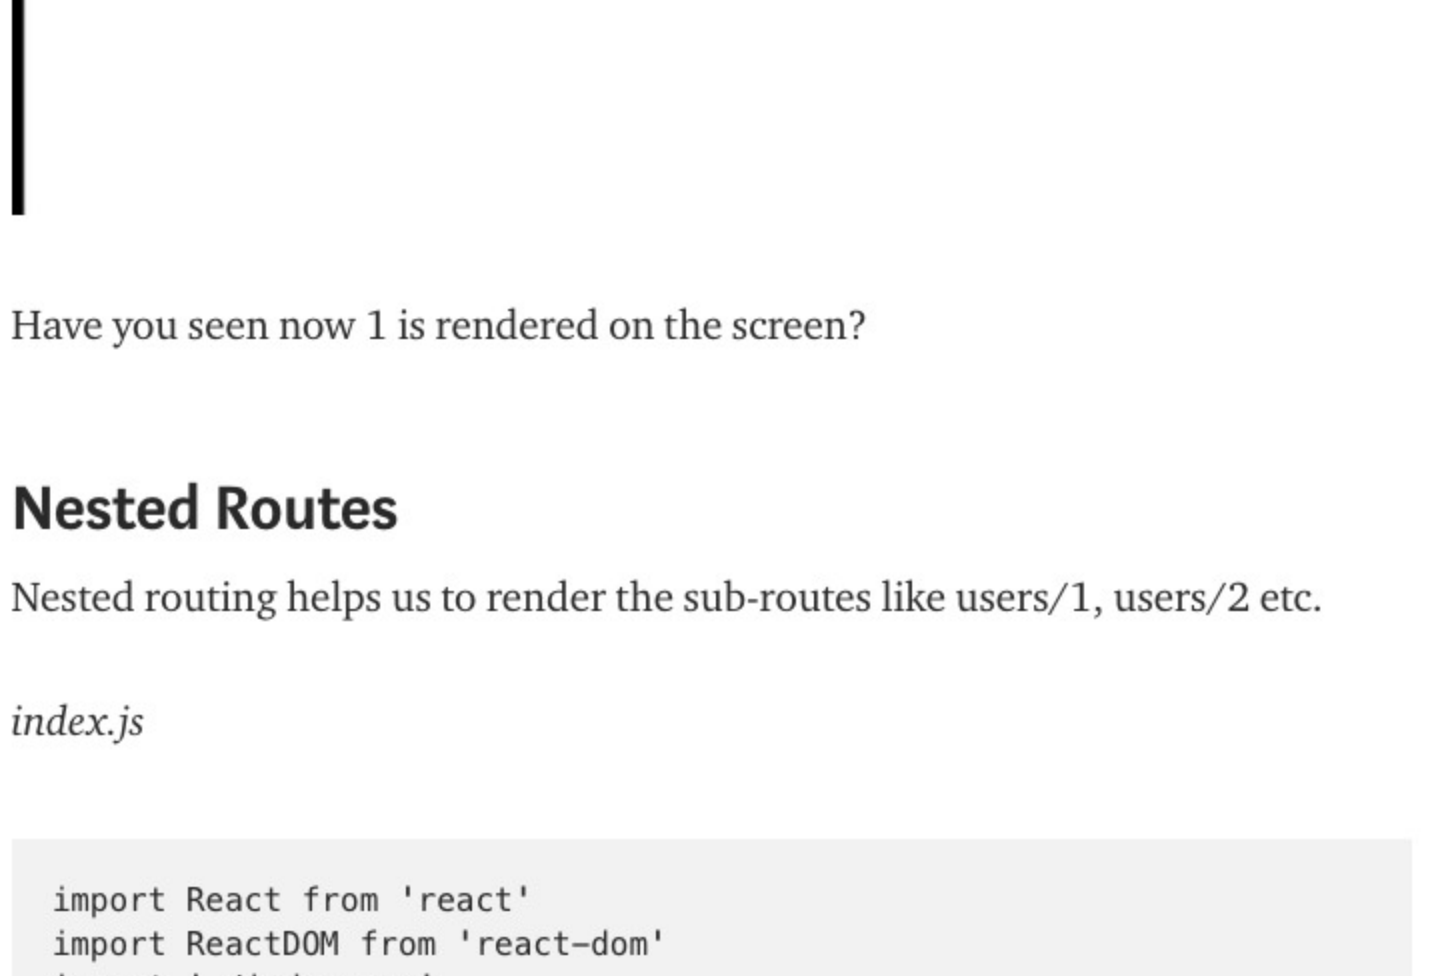 Have you seen now 1 is rendered on the screen?
Nested Routes
Nested routing helps us to render the sub-routes like users/1, users/2 etc.
index.js
import React from 'react'
import ReactDOM from 'react-dom'